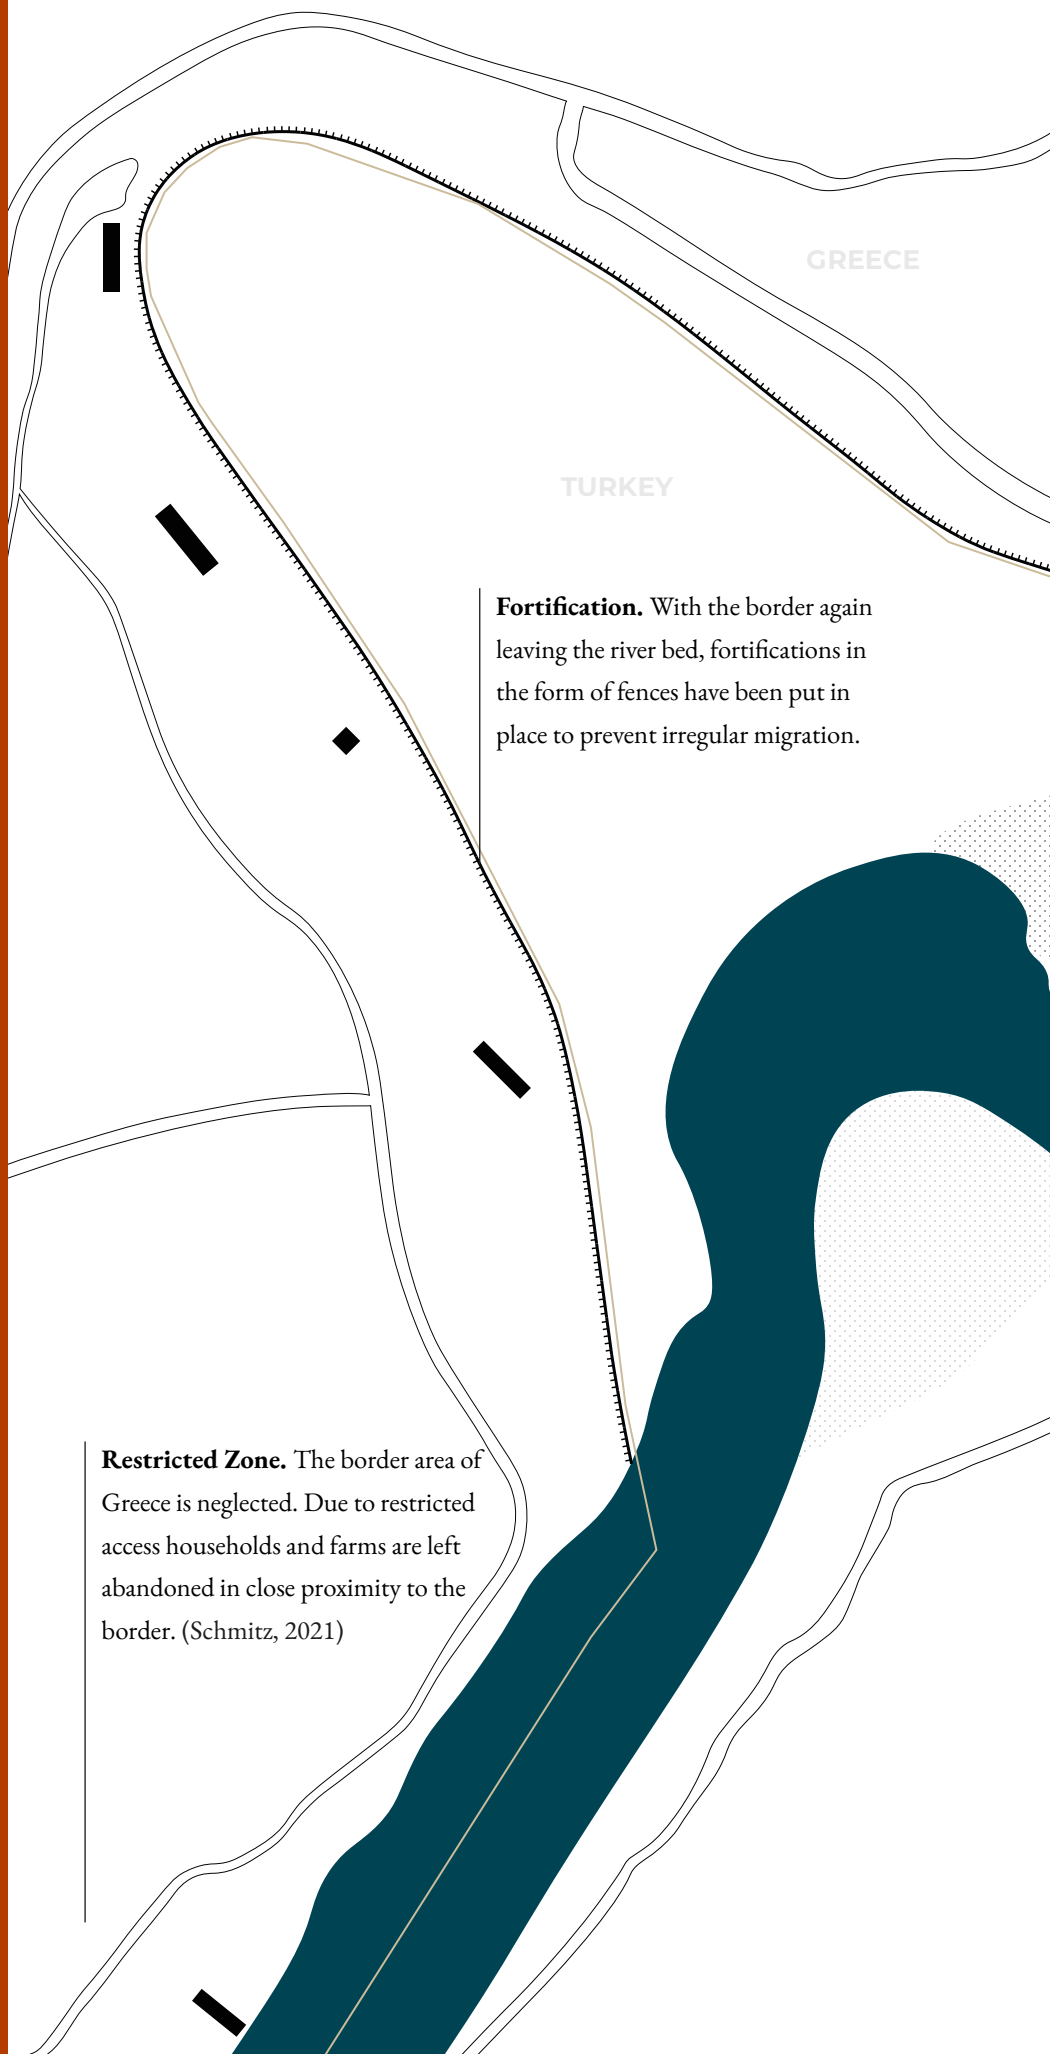 GREECE
TURKEY
Fortification. With the border again
leaving the river bed, fortifications in
the form of fences have been put in
place to prevent irregular migration.
Restricted Zone. The border area of
Greece is neglected. Due to restricted
access households and farms are left
abandoned in close proximity to the
border. (Schmitz, 2021)